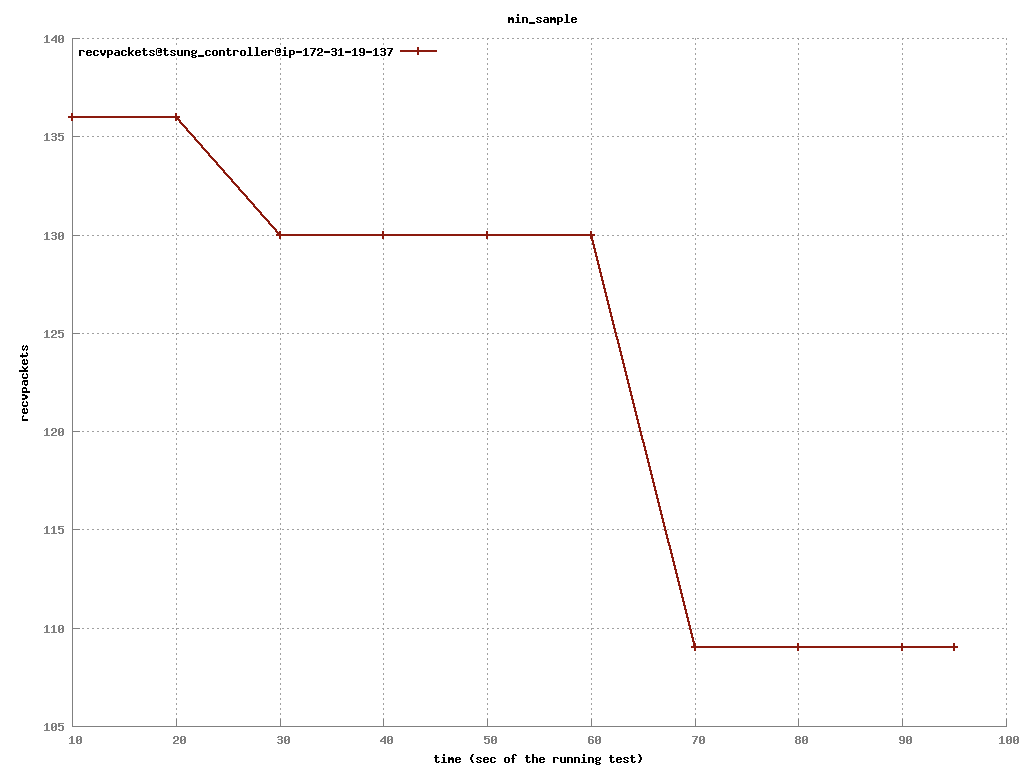 min_sample
recvpackets@tsung_controller@ip-172-31-19-137
140
135
130
125
120
115
110
105
recvpackets
10 20 30 40 50 60 70 80 90 100
time (sec of the running test)